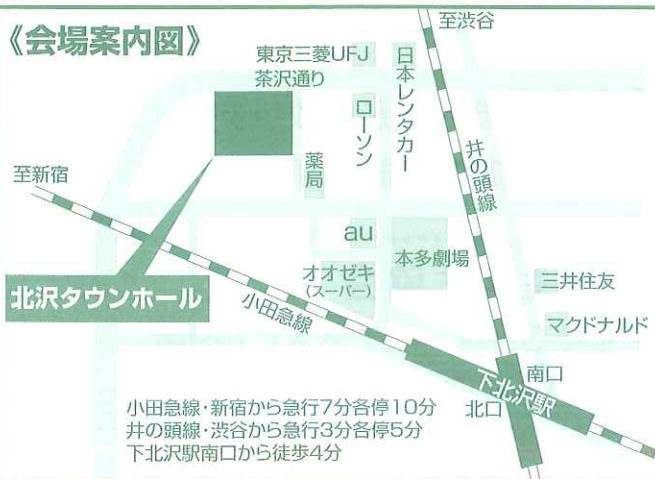 《会場案内図》
至渋谷
東京三菱UFJ
茶沢通り
日本レンタカー
ローソン
薬局
井の頭線
至新宿
au
本多劇場
オオゼキ
(スーパー)
三井住友
北沢タウンホール
小田急線
マクドナルド
下北沢駅
南口
北口
小田急線・新宿から急行7分各停10分
井の頭線・渋谷から急行3分各停5分
下北沢駅南口から徒歩4分